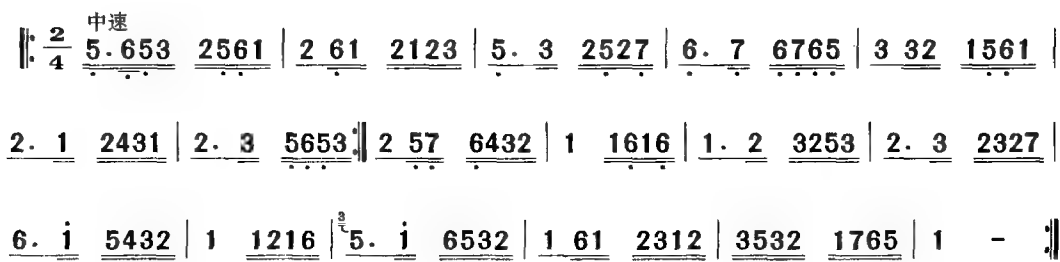 中速
2/4 5.653 2561 | 2 61 2123 | 5. 3 2527 | 6. 7 6765 | 3 32 1561 |
2. 1 2431 | 2. 3 5653 :‖ 2 57 6432 | 1 1616 | 1. 2 3253 | 2. 3 2327 |
6. i 5432 | 1 1216 | 3 5. i 6532 | 1 61 2312 | 3532 1765 | 1 - :‖